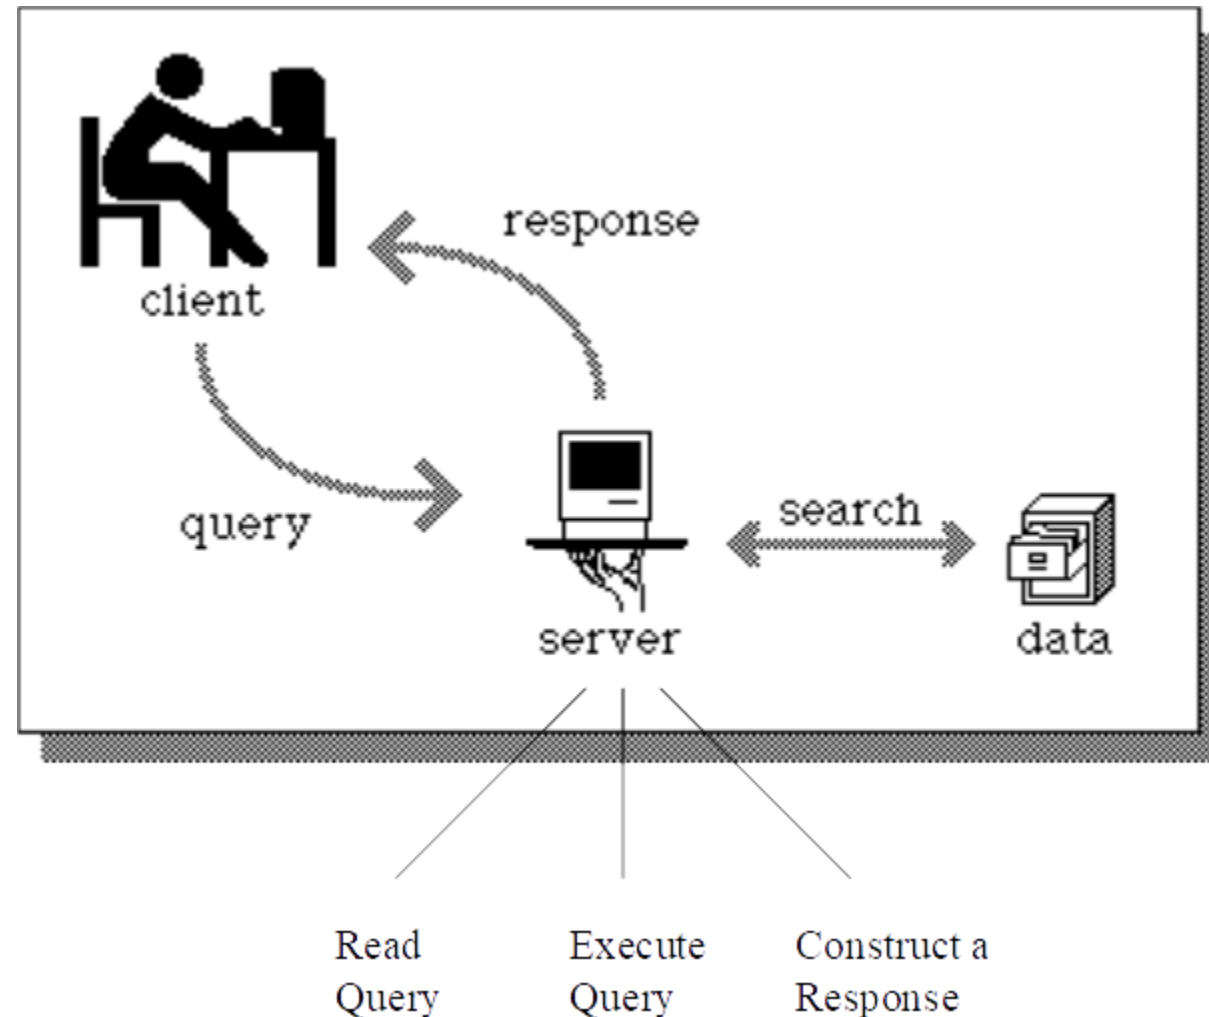 response
client
query
search
server
data
Read
Query
Execute
Query
Construct a
Response